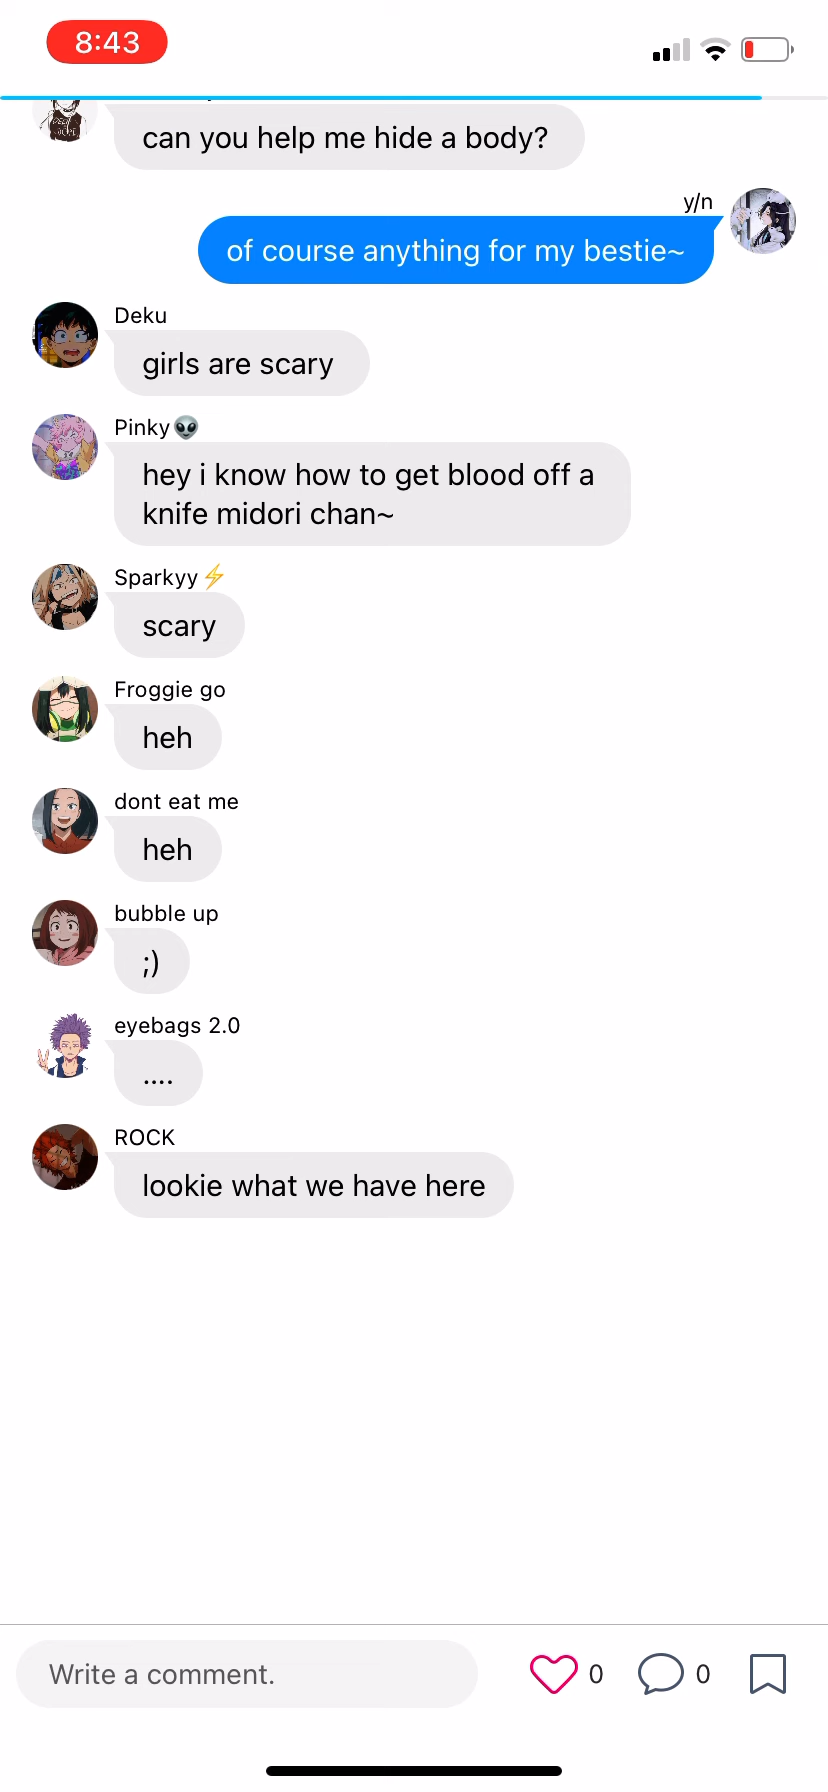 8:43
can you help me hide a body?
y/n
of course anything for my bestie~
Deku
girls are scary
Pinky👽
hey i know how to get blood off a
knife midori chan~
Sparkyy⚡
scary
Froggie go
heh
dont eat me
heh
bubble up
;)
eyebags 2.0
....
ROCK
lookie what we have here
Write a comment.
0
0